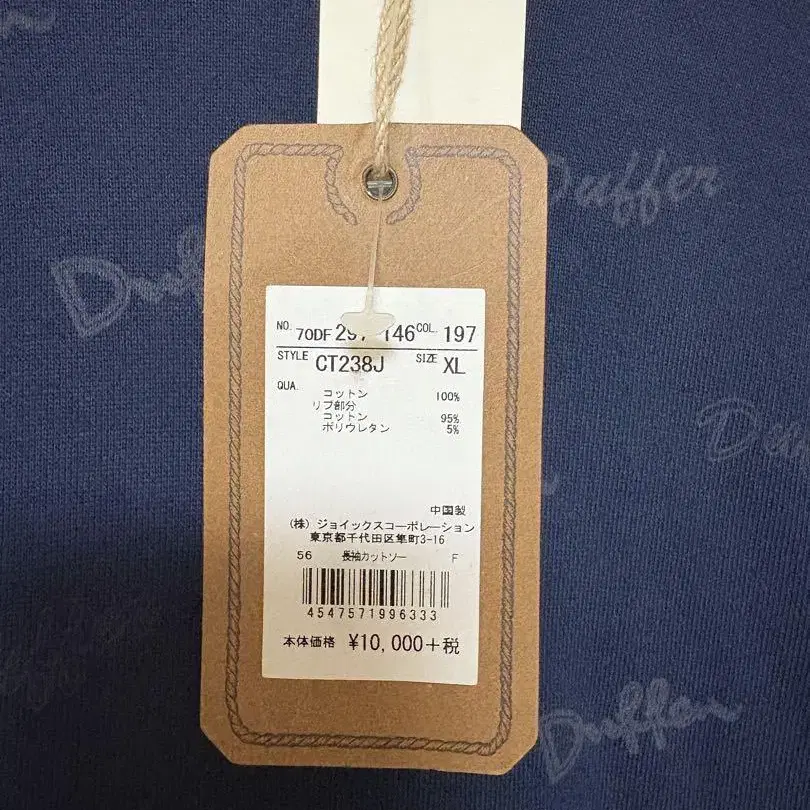 Duffer
Duffer
NO. 70DF 146 COL. 197
STYLE CT238J SIZE XL
QUA.
コットン 100%
リブ部分
コットン 95%
ポリウレタン 5%
中国製
(株) ジョイックスコーポレーション
東京都千代田区隼町3-16
56 長袖カットソー F
4547571996333
本体価格 ¥10,000+税
Duffer